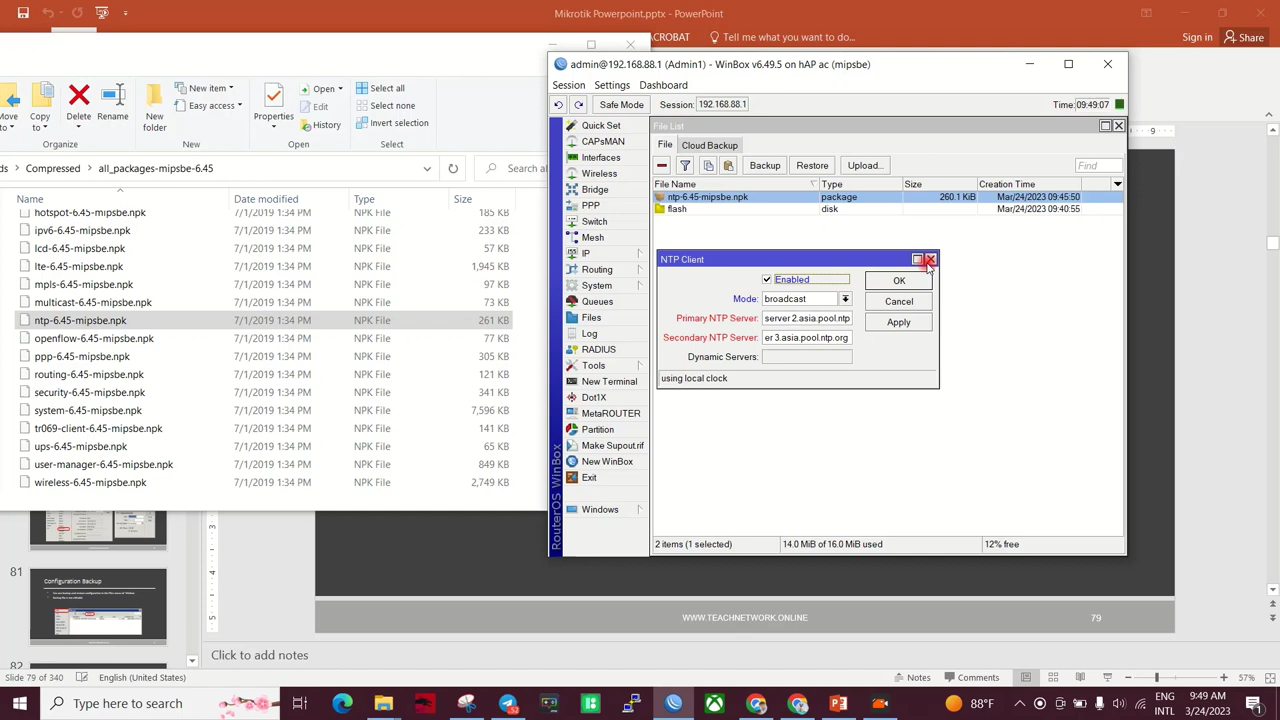 Mikrotik Powerpoint.pptx - PowerPoint
ACROBAT
Tell me what you want to do...
Sign in
Share
admin@192.168.88.1 (Admin1) - WinBox v6.49.5 on hAP ac (mipsbe)
Session
Settings
Dashboard
Safe Mode
Session:
192.168.88.1
Time:
09:49:07
Move
to
Copy
to
Delete
Rename
New
folder
New item
Easy access
Properties
Open
Edit
History
Select all
Select none
Invert selection
Organize
New
Open
Select
Compressed
all_packages-mipsbe-6.45
Name
Date modified
Type
Size
hotspot-6.45-mipsbe.npk 7/1/2019 1:34 PM NPK File 185 KB
ipv6-6.45-mipsbe.npk 7/1/2019 1:34 PM NPK File 233 KB
lcd-6.45-mipsbe.npk 7/1/2019 1:34 PM NPK File 57 KB
lte-6.45-mipsbe.npk 7/1/2019 1:34 PM NPK File 1,945 KB
mpls-6.45-mipsbe.npk 7/1/2019 1:34 PM NPK File 96 KB
multicast-6.45-mipsbe.npk 7/1/2019 1:34 PM NPK File 73 KB
ntp-6.45-mipsbe.npk 7/1/2019 1:34 PM NPK File 261 KB
openflow-6.45-mipsbe.npk 7/1/2019 1:34 PM NPK File 77 KB
ppp-6.45-mipsbe.npk 7/1/2019 1:34 PM NPK File 305 KB
routing-6.45-mipsbe.npk 7/1/2019 1:34 PM NPK File 121 KB
security-6.45-mipsbe.npk 7/1/2019 1:34 PM NPK File 341 KB
system-6.45-mipsbe.npk 7/1/2019 1:34 PM NPK File 7,596 KB
tr069-client-6.45-mipsbe.npk 7/1/2019 1:34 PM NPK File 141 KB
ups-6.45-mipsbe.npk 7/1/2019 1:34 PM NPK File 65 KB
user-manager-6.45-mipsbe.npk 7/1/2019 1:34 PM NPK File 849 KB
wireless-6.45-mipsbe.npk 7/1/2019 1:34 PM NPK File 2,749 KB
RouterOS WinBox
Quick Set
CAPsMAN
Interfaces
Wireless
Bridge
PPP
Switch
Mesh
IP
Routing
System
Queues
Files
Log
RADIUS
Tools
New Terminal
Dot1X
MetaROUTER
Partition
Make Supout.rif
New WinBox
Exit
Windows
File List
File
Cloud Backup
Backup
Restore
Upload...
Find
File Name
Type
Size
Creation Time
ntp-6.45-mipsbe.npk package 260.1 KiB Mar/24/2023 09:45:50
flash disk Mar/24/2023 09:40:55
NTP Client
Enabled
Mode: broadcast
Primary NTP Server: server 2.asia.pool.ntp
Secondary NTP Server: er 3.asia.pool.ntp.org
Dynamic Servers:
using local clock
OK
Cancel
Apply
2 items (1 selected)
14.0 MiB of 16.0 MiB used
12% free
81
Configuration Backup
82
WWW.TEACHNETWORK.ONLINE
79
Click to add notes
Slide 79 of 340
English (United States)
Notes
Comments
57%
Type here to search
88°F
ENG
INTL
9:49 AM
3/24/2023